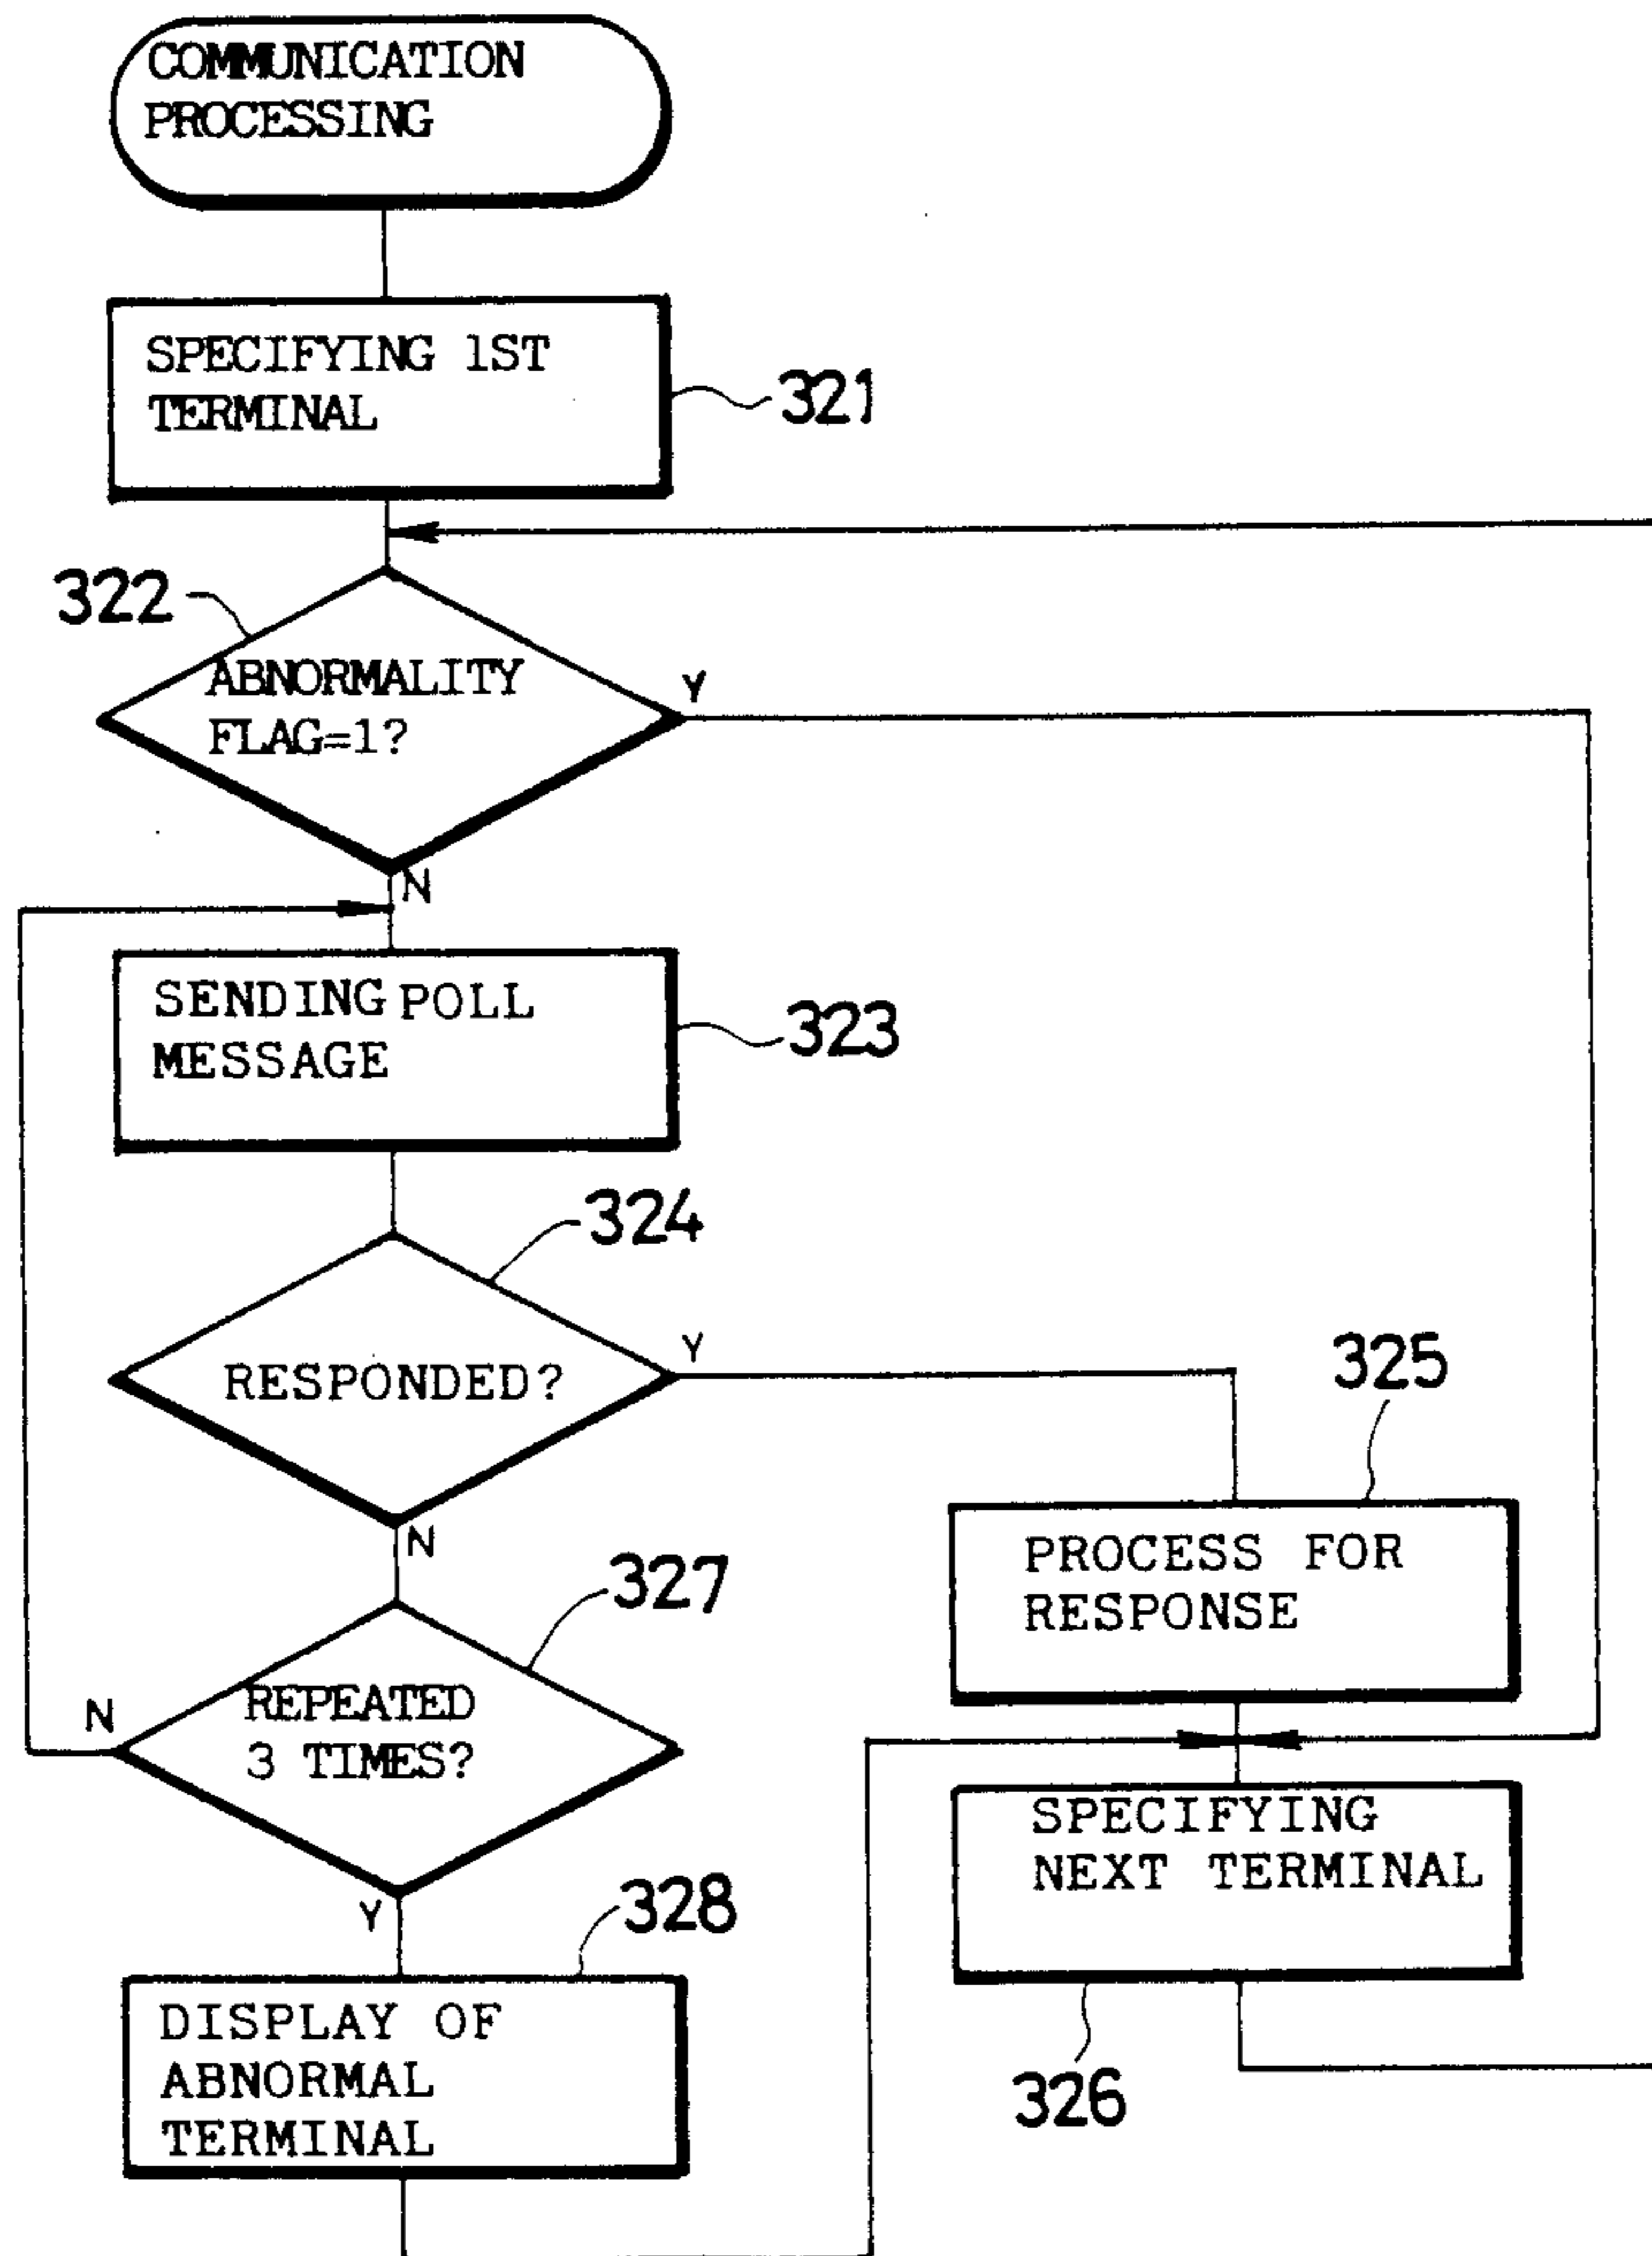 COMMUNICATION
PROCESSING
SPECIFYING 1ST
TERMINAL
321
322
ABNORMALITY
FLAG=1?
Y
N
SENDING POLL
MESSAGE
323
324
RESPONDED?
Y
N
325
PROCESS FOR
RESPONSE
327
REPEATED
3 TIMES?
N
Y
SPECIFYING
NEXT TERMINAL
326
328
DISPLAY OF
ABNORMAL
TERMINAL